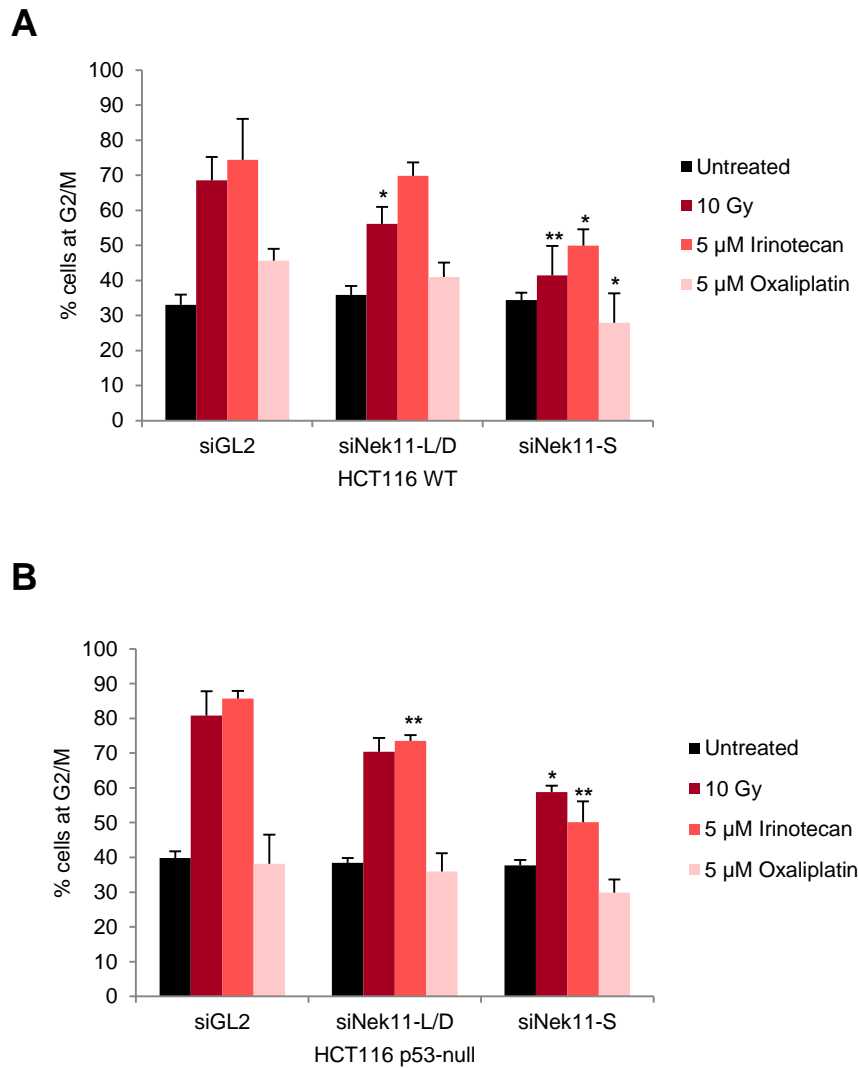 A
100
90
80
70
60
50
40
30
20
10
0
% cells at G2/M
* ** * *
siGL2 siNek11-L/D siNek11-S
HCT116 WT
Untreated
10 Gy
5 µM Irinotecan
5 µM Oxaliplatin
B
100
90
80
70
60
50
40
30
20
10
0
% cells at G2/M
** * **
siGL2 siNek11-L/D siNek11-S
HCT116 p53-null
Untreated
10 Gy
5 µM Irinotecan
5 µM Oxaliplatin